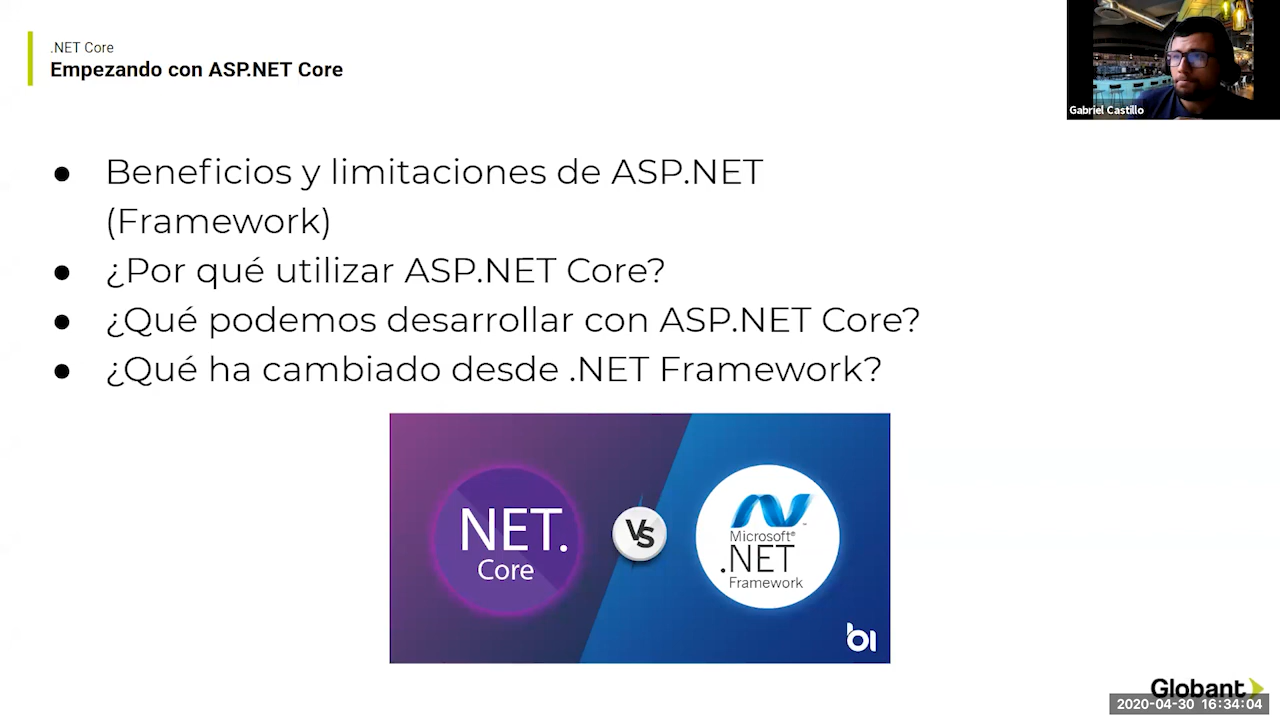 .NET Core
Empezando con ASP.NET Core
Gabriel Castillo
● Beneficios y limitaciones de ASP.NET
(Framework)
● ¿Por qué utilizar ASP.NET Core?
● ¿Qué podemos desarrollar con ASP.NET Core?
● ¿Qué ha cambiado desde .NET Framework?
NET.
Core
VS
Microsoft®
.NET
Framework
bi
Globant
2020-04-30 16:34:04